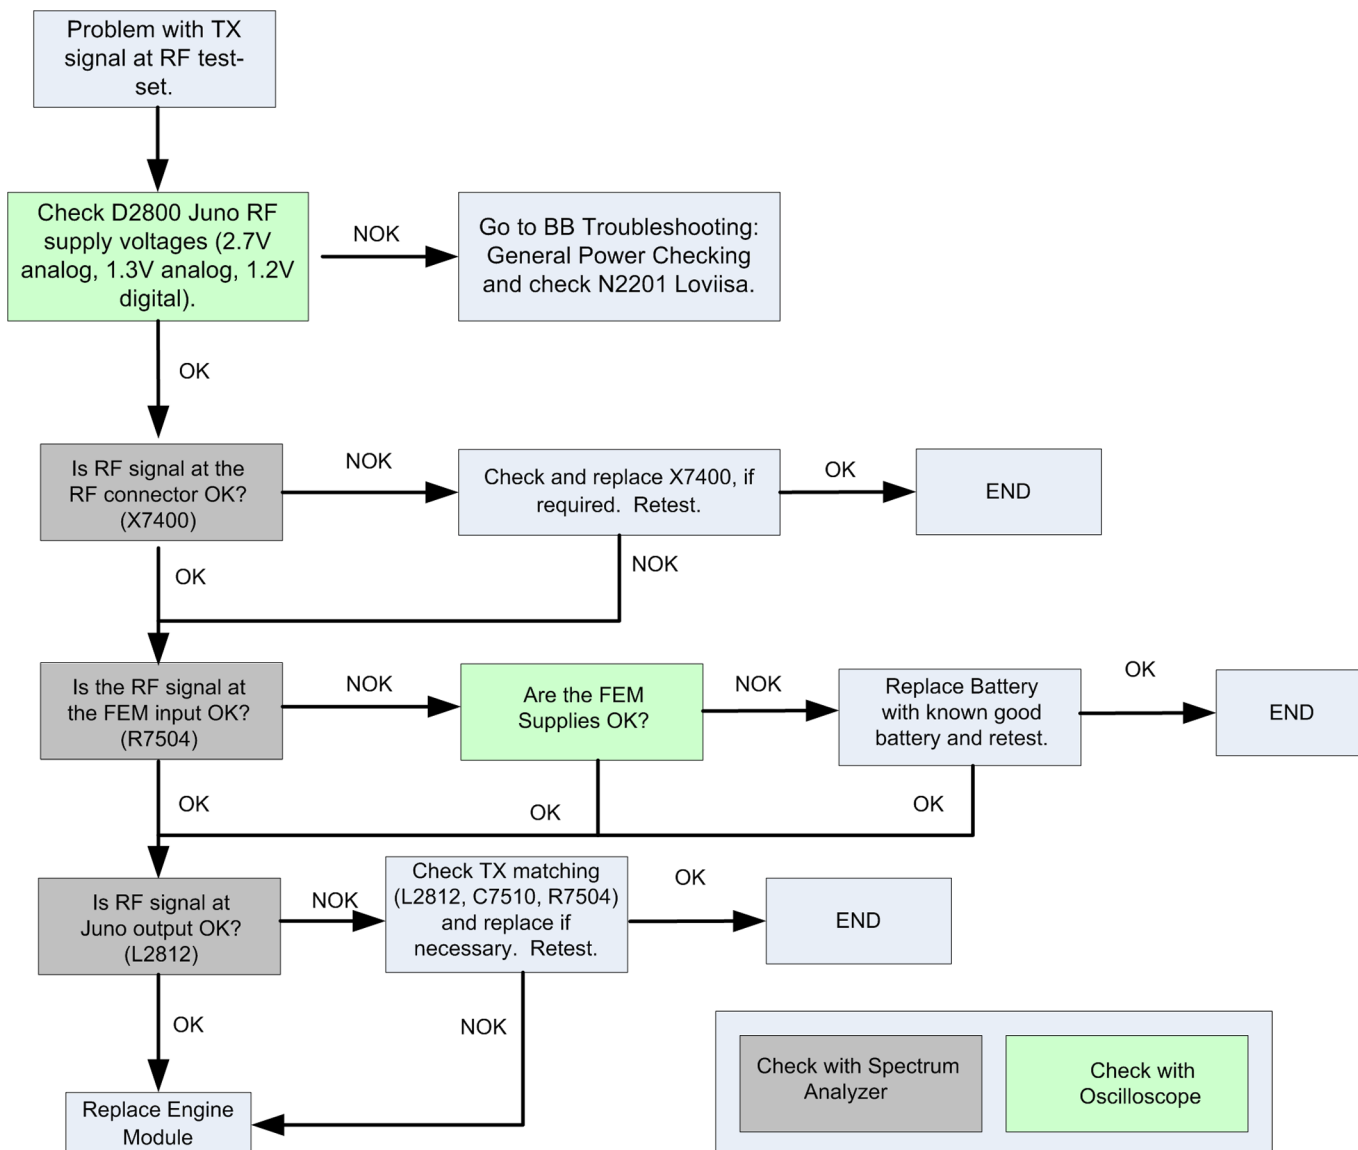 Problem with TX
signal at RF test-
set.
Check D2800 Juno RF
supply voltages (2.7V
analog, 1.3V analog, 1.2V
digital).
NOK
Go to BB Troubleshooting:
General Power Checking
and check N2201 Loviisa.
OK
Is RF signal at the
RF connector OK?
(X7400)
NOK
Check and replace X7400, if
required.  Retest.
OK
END
OK
NOK
Is the RF signal at
the FEM input OK?
(R7504)
NOK
Are the FEM
Supplies OK?
NOK
Replace Battery
with known good
battery and retest.
OK
END
OK
OK
OK
Is RF signal at
Juno output OK?
(L2812)
NOK
Check TX matching
(L2812, C7510, R7504)
and replace if
necessary.  Retest.
OK
END
OK
NOK
Replace Engine
Module
Check with Spectrum
Analyzer
Check with
Oscilloscope